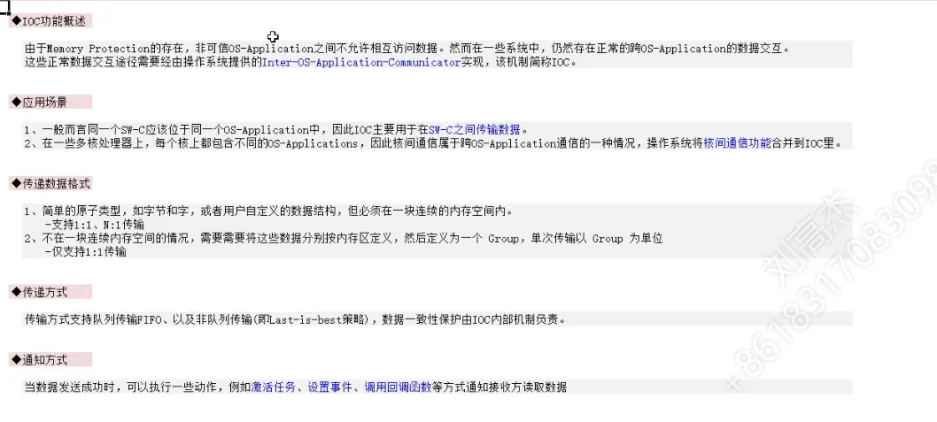 ◆IOC功能概述
由于Memory Protection的存在，非可信OS-Application之间不允许相互访问数据。然而在一些系统中，仍然存在正常的跨OS-Application的数据交互。
这些正常数据交互途径需要经由操作系统提供的Inter-OS-Application-Communicator实现，该机制简称IOC。
◆应用场景
1、一般而言同一个SW-C应该位于同一个OS-Application中，因此IOC主要用于在SW-C之间传输数据。
2、在一些多核处理器上，每个核上都包含不同的OS-Applications，因此核间通信属于跨OS-Application通信的一种情况，操作系统将核间通信功能合并到IOC里。
◆传递数据格式
1、简单的原子类型，如字节和字，或者用户自定义的数据结构，但必须在一块连续的内存空间内。
-支持1:1、N:1传输
2、不在一块连续内存空间的情况，需要需要将这些数据分别按内存区定义，然后定义为一个 Group，单次传输以 Group 为单位
-仅支持1:1传输
◆传递方式
传输方式支持队列传输FIFO、以及非队列传输(即Last-is-best策略)，数据一致性保护由IOC内部机制负责。
◆通知方式
当数据发送成功时，可以执行一些动作，例如激活任务、设置事件、调用回调函数等方式通知接收方读取数据
+8618317083098